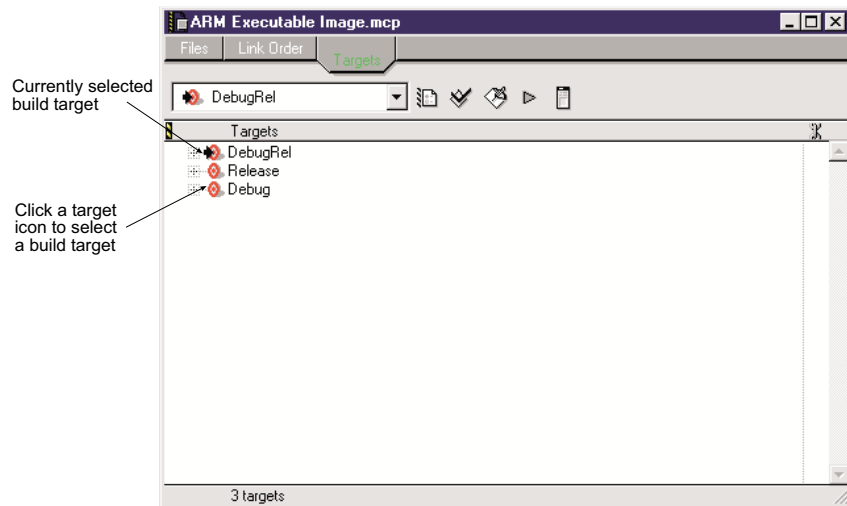 ARM Executable Image.mcp
Files
Link Order
Targets
Currently selected
build target
DebugRel
Targets
DebugRel
Release
Debug
Click a target
icon to select
a build target
3 targets